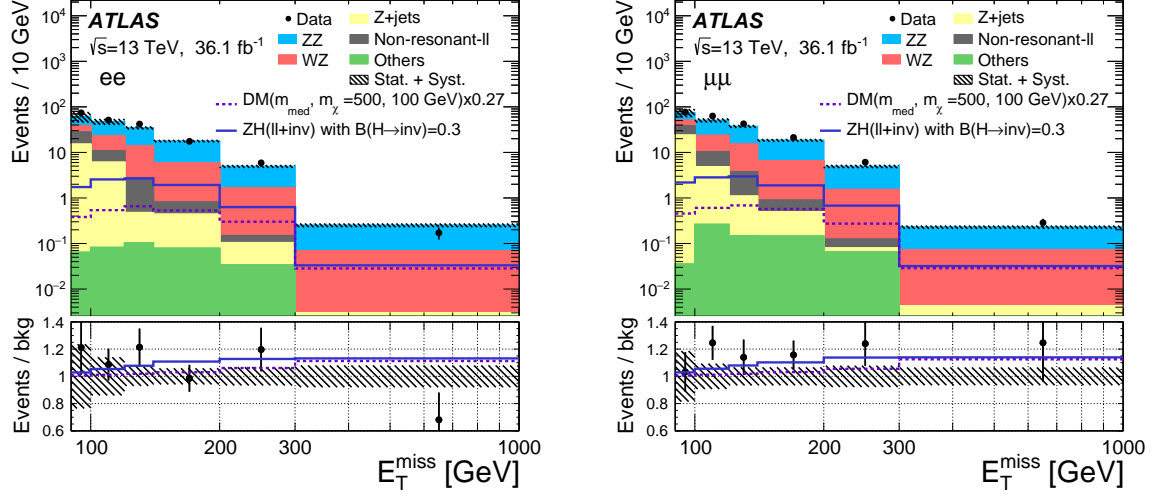 ATLAS
√s=13 TeV, 36.1 fb⁻¹
ee
Data
ZZ
WZ
Z+jets
Non-resonant-ll
Others
Stat. + Syst.
DM(m_med, m_χ =500, 100 GeV)x0.27
ZH(ll+inv) with B(H→inv)=0.3
Events / 10 GeV
10⁴
10³
10²
10
1
10⁻¹
10⁻²
Events / bkg
1.4
1.2
1
0.8
0.6
100 200 300 1000
E_T^miss [GeV]
ATLAS
√s=13 TeV, 36.1 fb⁻¹
μμ
Data
ZZ
WZ
Z+jets
Non-resonant-ll
Others
Stat. + Syst.
DM(m_med, m_χ =500, 100 GeV)x0.27
ZH(ll+inv) with B(H→inv)=0.3
Events / 10 GeV
10⁴
10³
10²
10
1
10⁻¹
10⁻²
Events / bkg
1.4
1.2
1
0.8
0.6
100 200 300 1000
E_T^miss [GeV]